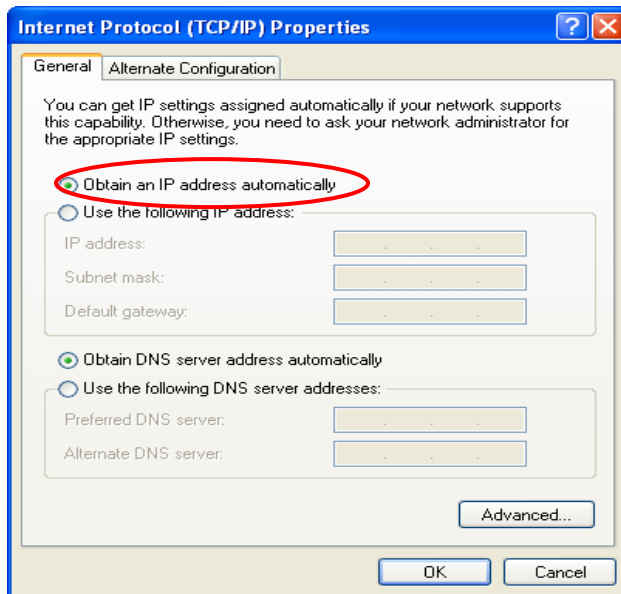 Internet Protocol (TCP/IP) Properties
General
Alternate Configuration
You can get IP settings assigned automatically if your network supports
this capability. Otherwise, you need to ask your network administrator for
the appropriate IP settings.
Obtain an IP address automatically
Use the following IP address:
IP address:
Subnet mask:
Default gateway:
Obtain DNS server address automatically
Use the following DNS server addresses:
Preferred DNS server:
Alternate DNS server:
Advanced...
OK
Cancel